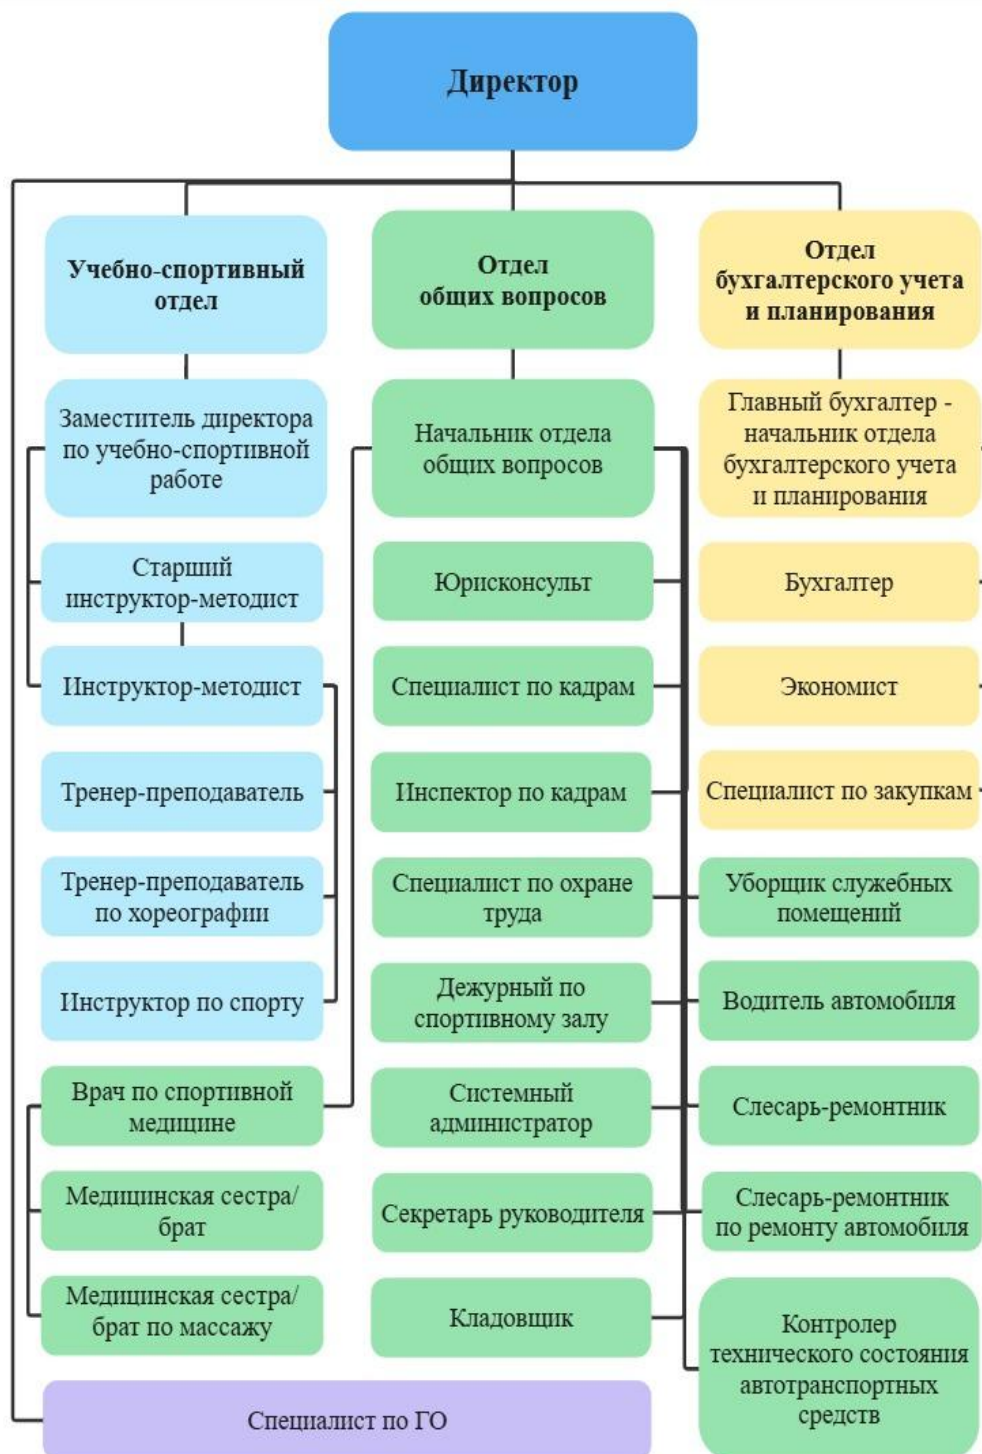 Директор
Учебно-спортивный
отдел
Отдел
общих вопросов
Отдел
бухгалтерского учета
и планирования
Заместитель директора
по учебно-спортивной
работе
Начальник отдела
общих вопросов
Главный бухгалтер -
начальник отдела
бухгалтерского учета
и планирования
Старший
инструктор-методист
Юрисконсульт
Бухгалтер
Инструктор-методист
Специалист по кадрам
Экономист
Тренер-преподаватель
Инспектор по кадрам
Специалист по закупкам
Тренер-преподаватель
по хореографии
Специалист по охране
труда
Уборщик служебных
помещений
Инструктор по спорту
Дежурный по
спортивному залу
Водитель автомобиля
Врач по спортивной
медицине
Системный
администратор
Слесарь-ремонтник
Медицинская сестра/
брат
Секретарь руководителя
Слесарь-ремонтник
по ремонту автомобиля
Медицинская сестра/
брат по массажу
Кладовщик
Контролер
технического состояния
автотранспортных
средств
Специалист по ГО